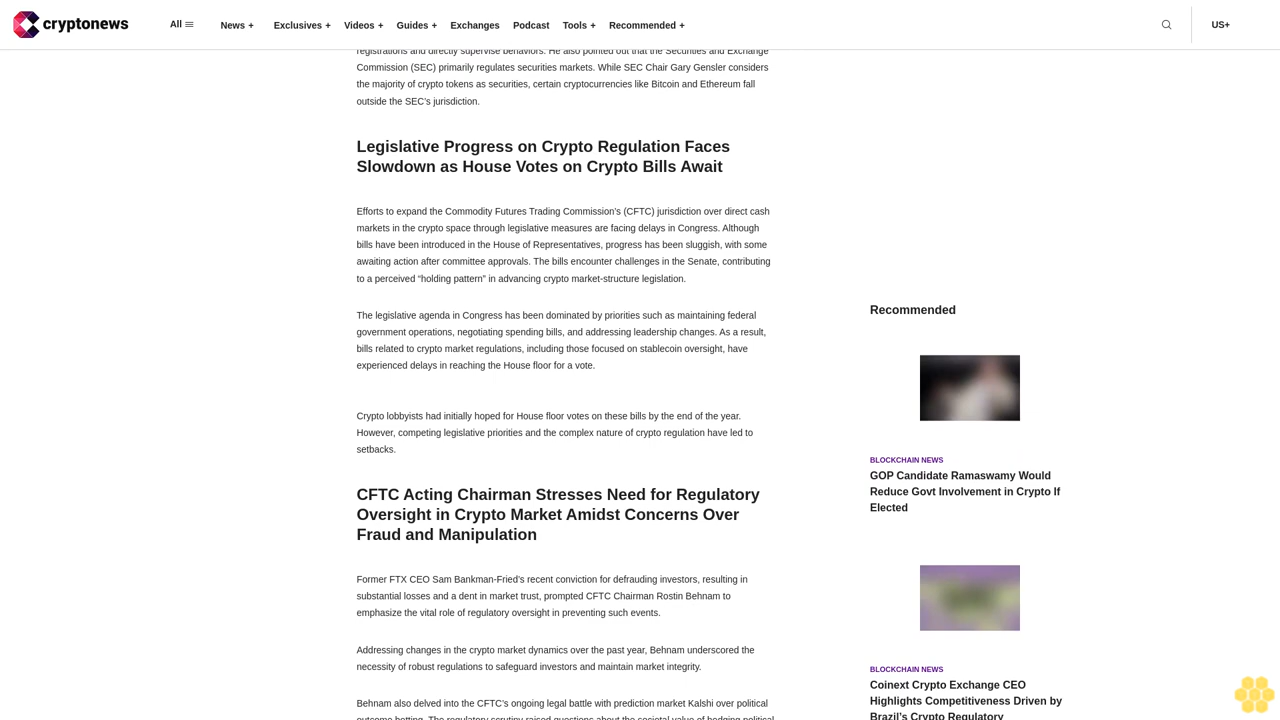 cryptonews
All
News +
Exclusives +
Videos +
Guides +
Exchanges
Podcast
Tools +
Recommended +
US+
registrations and directly supervise behaviors. He also pointed out that the Securities and Exchange
Commission (SEC) primarily regulates securities markets. While SEC Chair Gary Gensler considers
the majority of crypto tokens as securities, certain cryptocurrencies like Bitcoin and Ethereum fall
outside the SEC’s jurisdiction.
Legislative Progress on Crypto Regulation Faces
Slowdown as House Votes on Crypto Bills Await
Efforts to expand the Commodity Futures Trading Commission’s (CFTC) jurisdiction over direct cash
markets in the crypto space through legislative measures are facing delays in Congress. Although
bills have been introduced in the House of Representatives, progress has been sluggish, with some
awaiting action after committee approvals. The bills encounter challenges in the Senate, contributing
to a perceived “holding pattern” in advancing crypto market-structure legislation.
The legislative agenda in Congress has been dominated by priorities such as maintaining federal
government operations, negotiating spending bills, and addressing leadership changes. As a result,
bills related to crypto market regulations, including those focused on stablecoin oversight, have
experienced delays in reaching the House floor for a vote.
Crypto lobbyists had initially hoped for House floor votes on these bills by the end of the year.
However, competing legislative priorities and the complex nature of crypto regulation have led to
setbacks.
CFTC Acting Chairman Stresses Need for Regulatory
Oversight in Crypto Market Amidst Concerns Over
Fraud and Manipulation
Former FTX CEO Sam Bankman-Fried’s recent conviction for defrauding investors, resulting in
substantial losses and a dent in market trust, prompted CFTC Chairman Rostin Behnam to
emphasize the vital role of regulatory oversight in preventing such events.
Addressing changes in the crypto market dynamics over the past year, Behnam underscored the
necessity of robust regulations to safeguard investors and maintain market integrity.
Behnam also delved into the CFTC’s ongoing legal battle with prediction market Kalshi over political
outcome betting. The regulatory scrutiny raised questions about the societal value of hedging political
Recommended
BLOCKCHAIN NEWS
GOP Candidate Ramaswamy Would
Reduce Govt Involvement in Crypto If
Elected
BLOCKCHAIN NEWS
Coinext Crypto Exchange CEO
Highlights Competitiveness Driven by
Brazil’s Crypto Regulatory